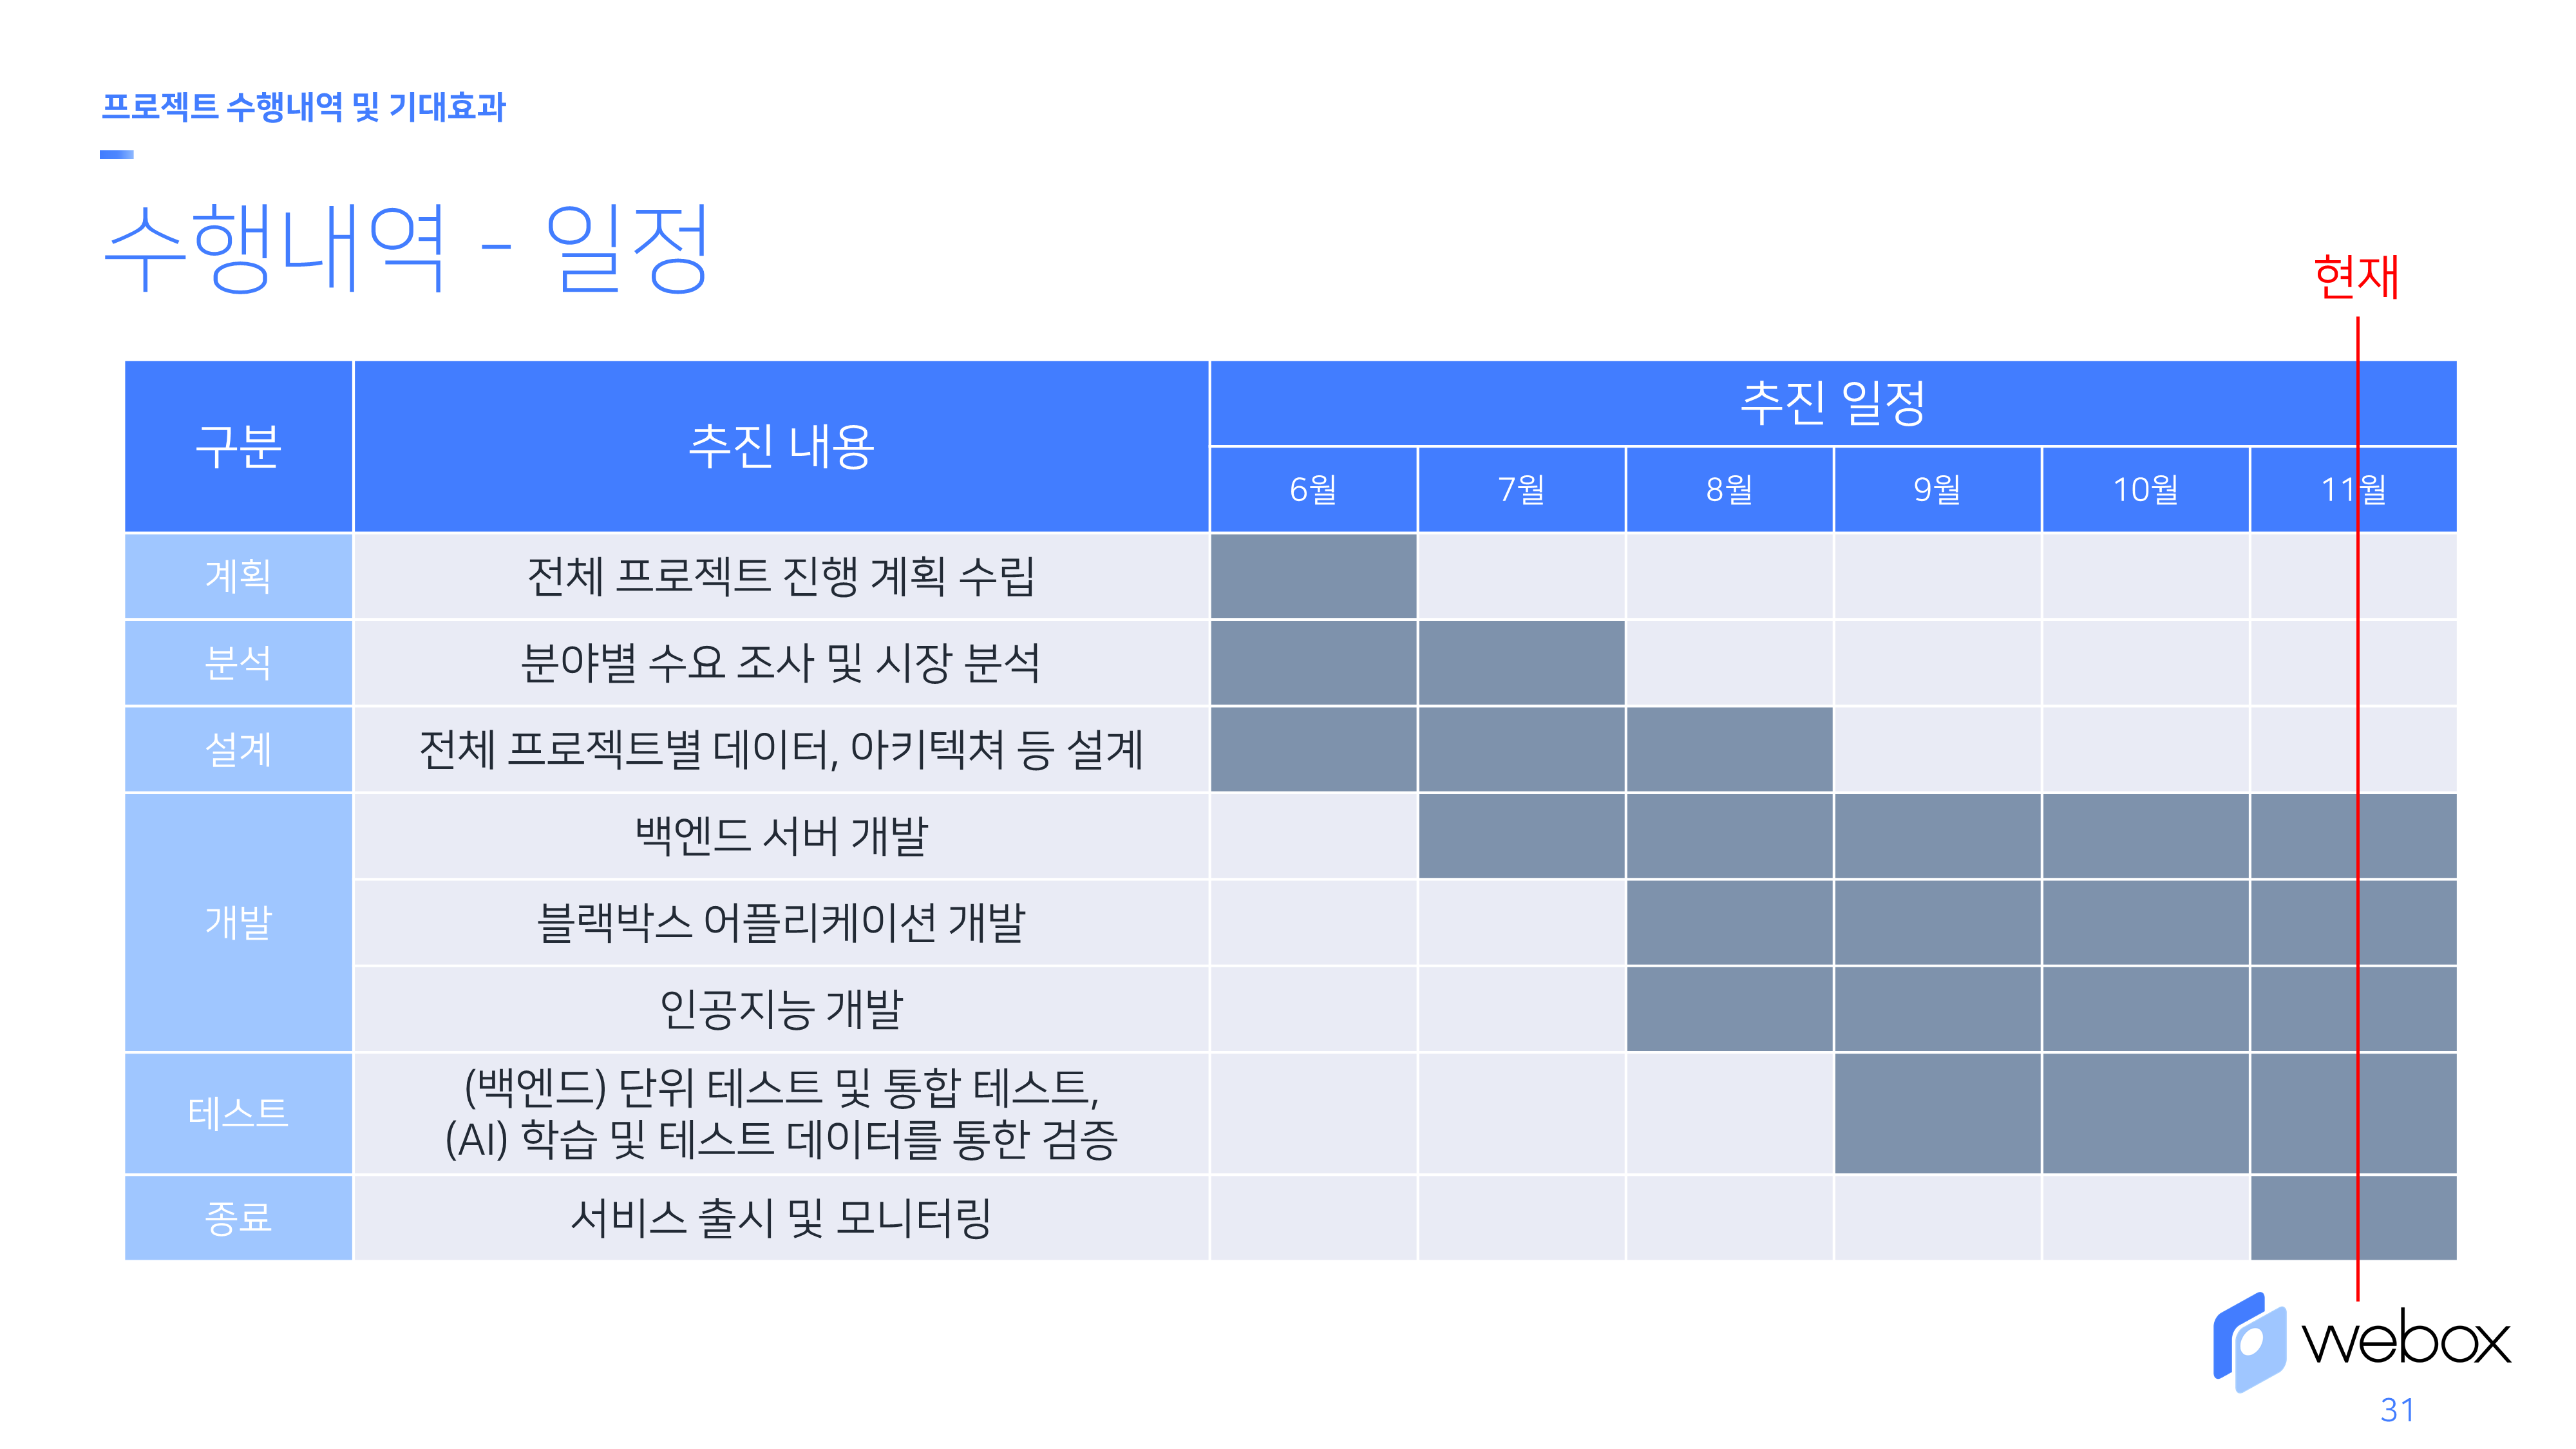 프로젝트 수행내역 및 기대효과
수행내역 - 일정
현재
구분
추진 내용
추진 일정
6월
7월
8월
9월
10월
11월
계획
전체 프로젝트 진행 계획 수립
분석
분야별 수요 조사 및 시장 분석
설계
전체 프로젝트별 데이터, 아키텍쳐 등 설계
개발
백엔드 서버 개발
블랙박스 어플리케이션 개발
인공지능 개발
테스트
(백엔드) 단위 테스트 및 통합 테스트,
(AI) 학습 및 테스트 데이터를 통한 검증
종료
서비스 출시 및 모니터링
webox
31